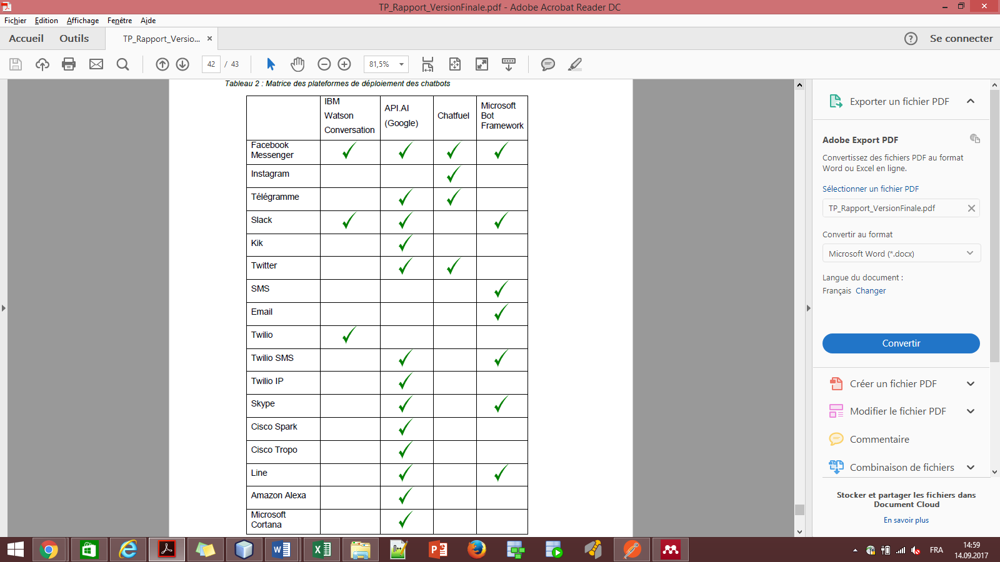 TP_Rapport_VersionFinale.pdf - Adobe Acrobat Reader DC
Fichier Edition Affichage Fenêtre Aide
Accueil Outils TP_Rapport_Versio... × ? Se connecter
42 / 43 81,5%
Tableau 2 : Matrice des plateformes de déploiement des chatbots
IBM Watson Conversation API.AI (Google) Chatfuel Microsoft Bot Framework
Facebook Messenger ✓ ✓ ✓ ✓
Instagram ✓
Télégramme ✓ ✓
Slack ✓ ✓ ✓
Kik ✓
Twitter ✓ ✓
SMS ✓
Email ✓
Twilio ✓
Twilio SMS ✓ ✓
Twilio IP ✓
Skype ✓ ✓
Cisco Spark ✓
Cisco Tropo ✓
Line ✓ ✓
Amazon Alexa ✓
Microsoft Cortana ✓
Exporter un fichier PDF
Adobe Export PDF
Convertissez des fichiers PDF au format
Word ou Excel en ligne.
Sélectionner un fichier PDF
TP_Rapport_VersionFinale.pdf
Convertir au format
Microsoft Word (*.docx)
Langue du document :
Français Changer
Convertir
Créer un fichier PDF
Modifier le fichier PDF
Commentaire
Combinaison de fichiers
Stocker et partager les fichiers dans
Document Cloud
En savoir plus
FRA
14:59
14.09.2017